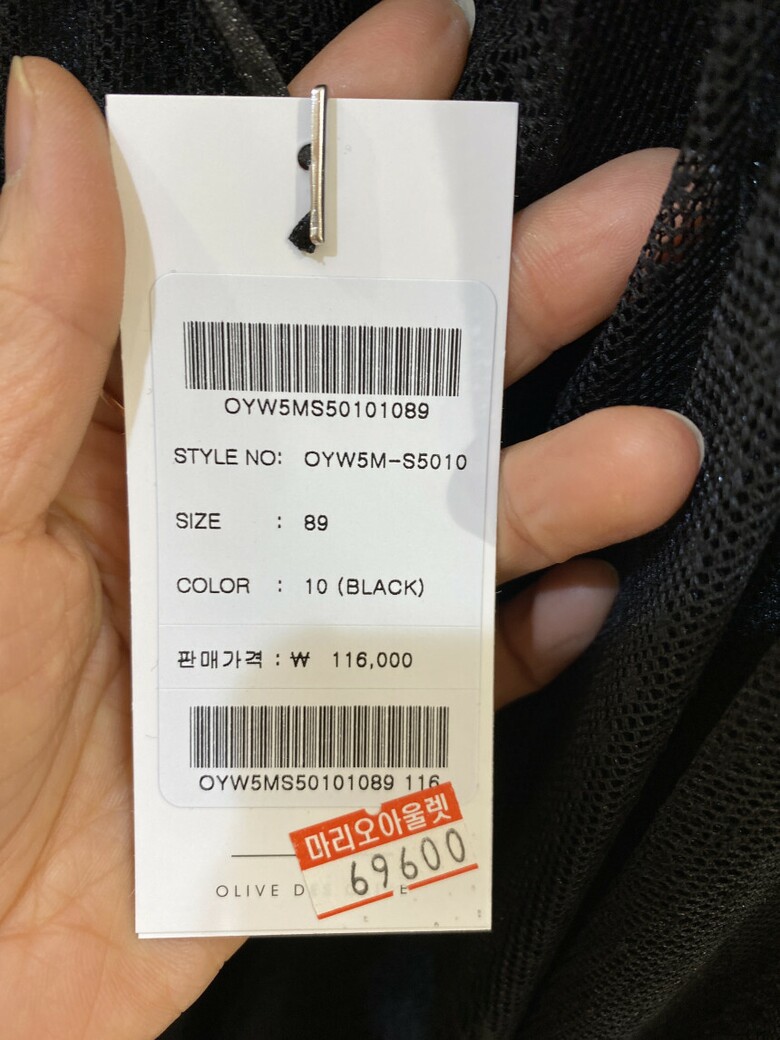 OYW5MS50101089
STYLE NO: OYW5M-S5010
SIZE : 89
COLOR : 10 (BLACK)
판매가격 : ₩ 116,000
OYW5MS50101089 116
마리오아울렛
69600
OLIVE